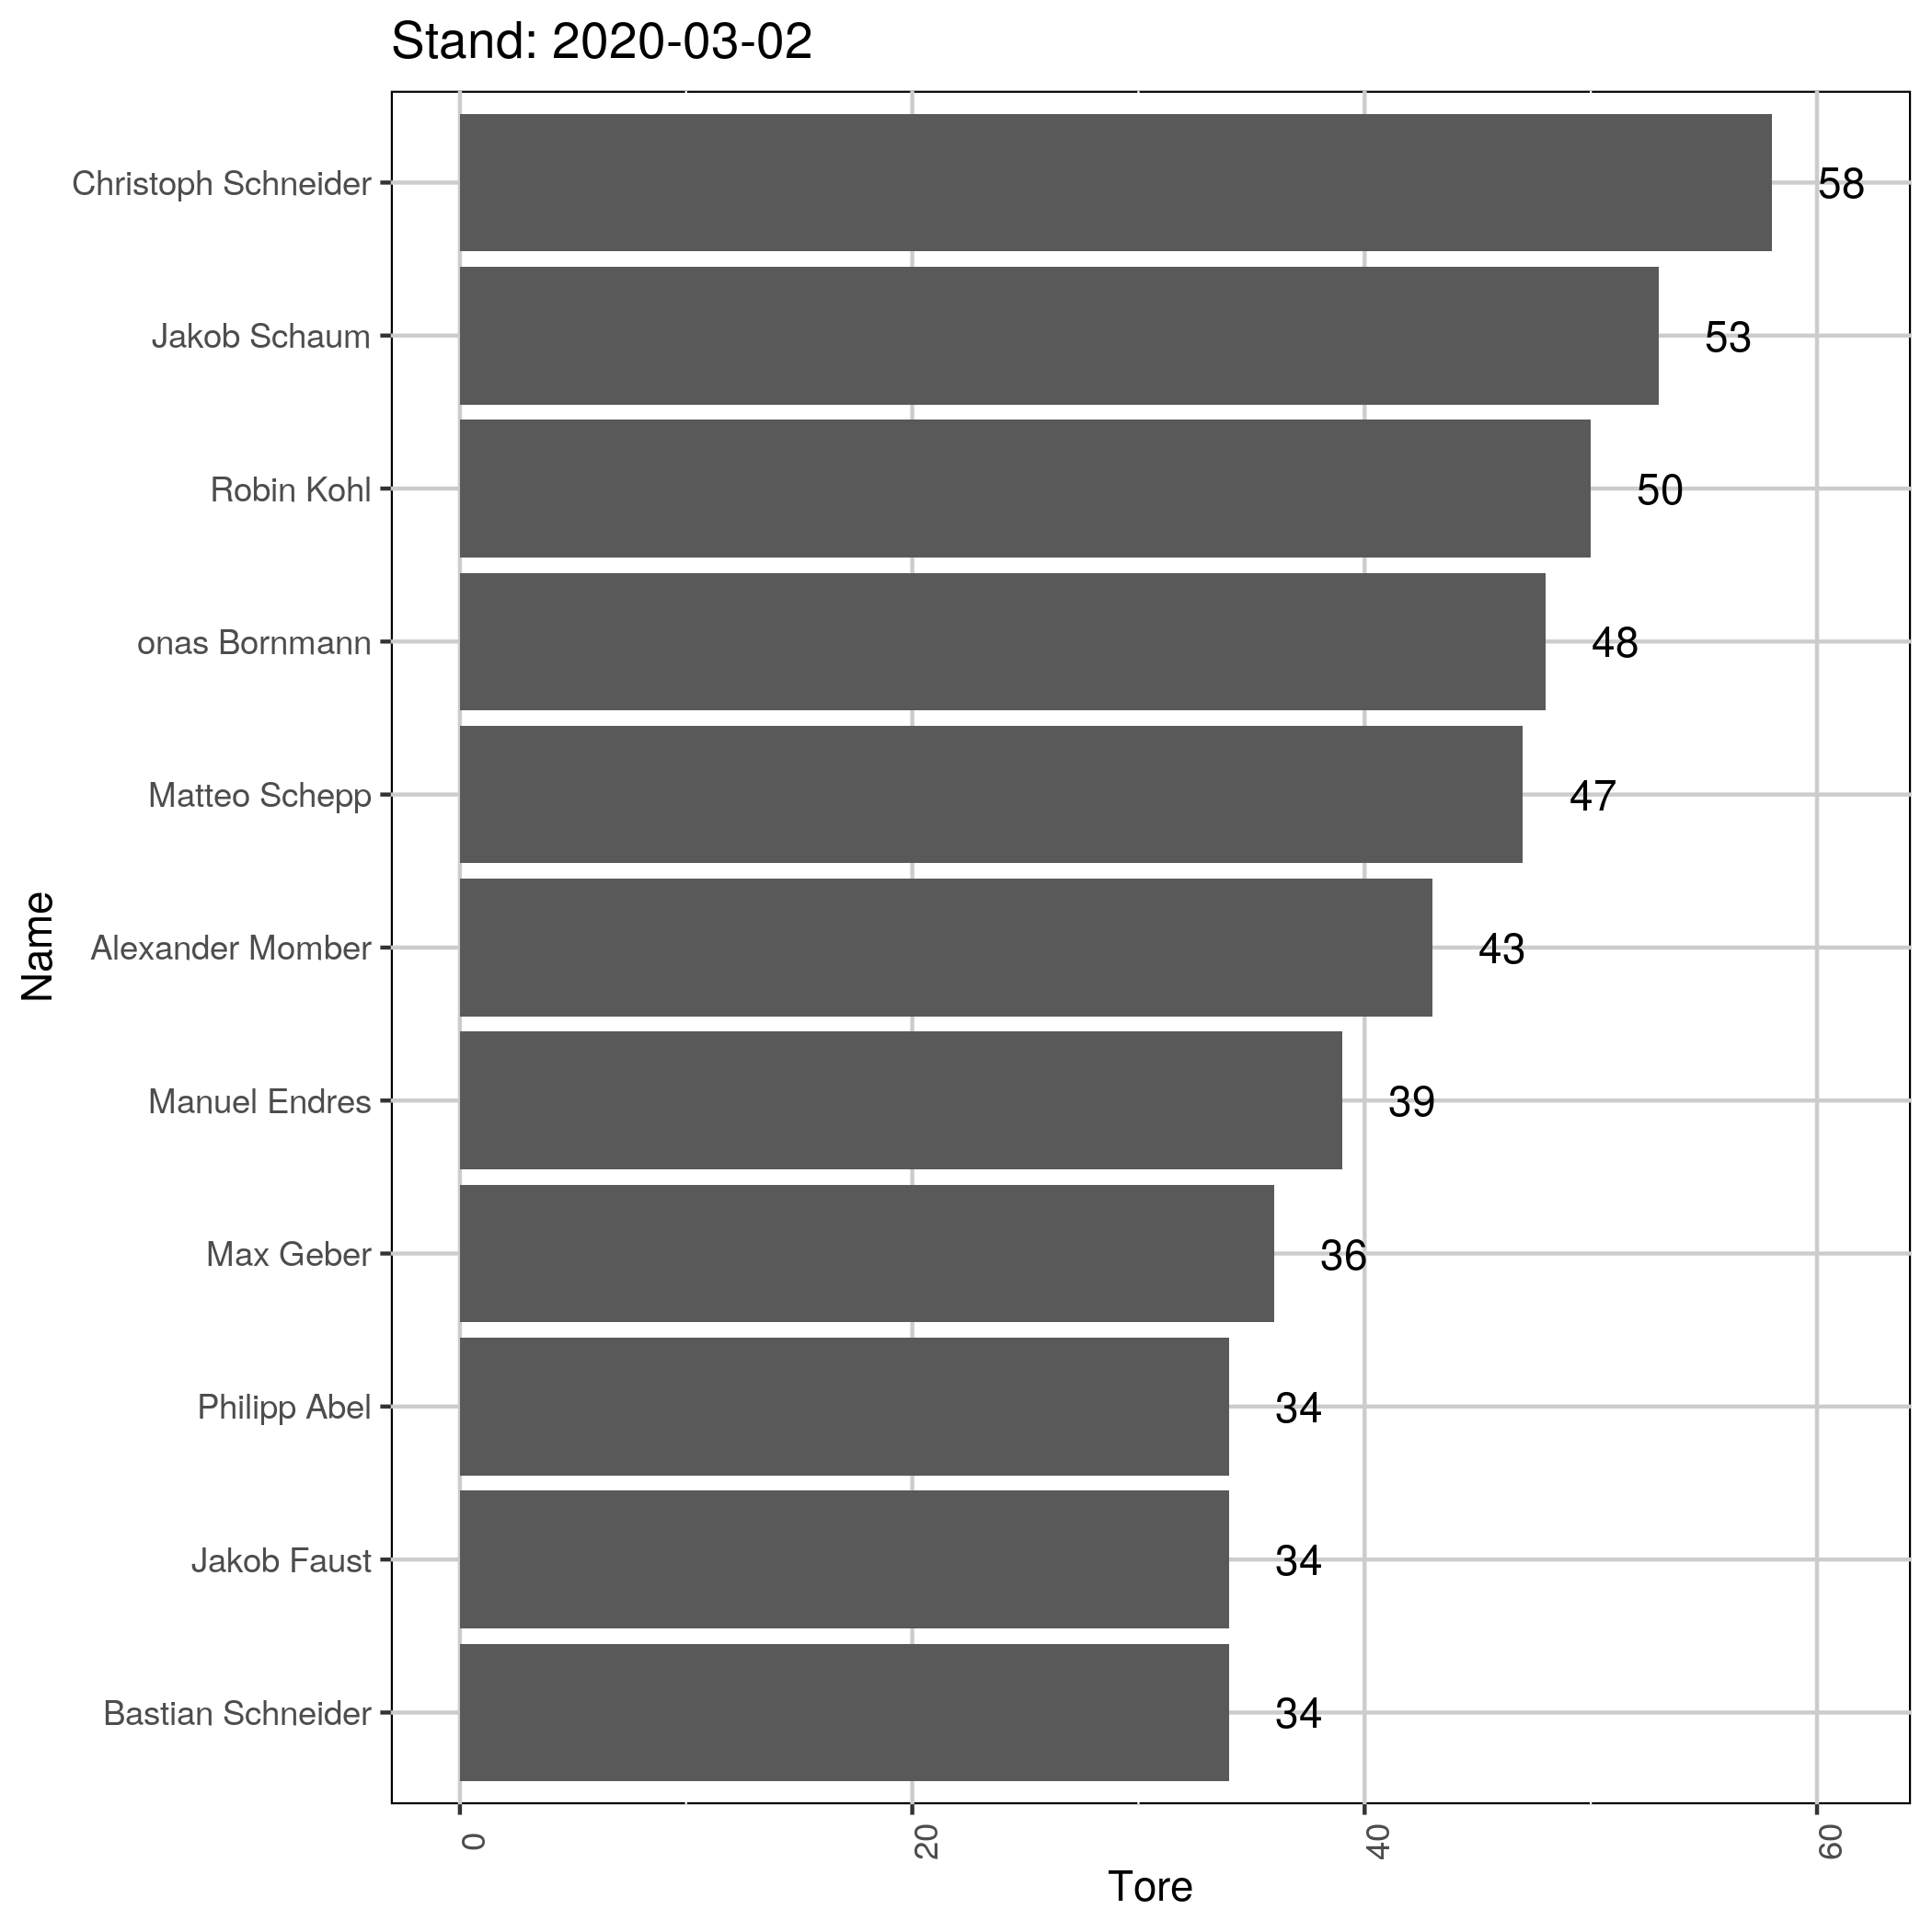 Stand: 2020-03-02
Christoph Schneider 58
Jakob Schaum 53
Robin Kohl 50
onas Bornmann 48
Matteo Schepp 47
Alexander Momber 43
Manuel Endres 39
Max Geber 36
Philipp Abel 34
Jakob Faust 34
Bastian Schneider 34
Name
0 20 40 60
Tore